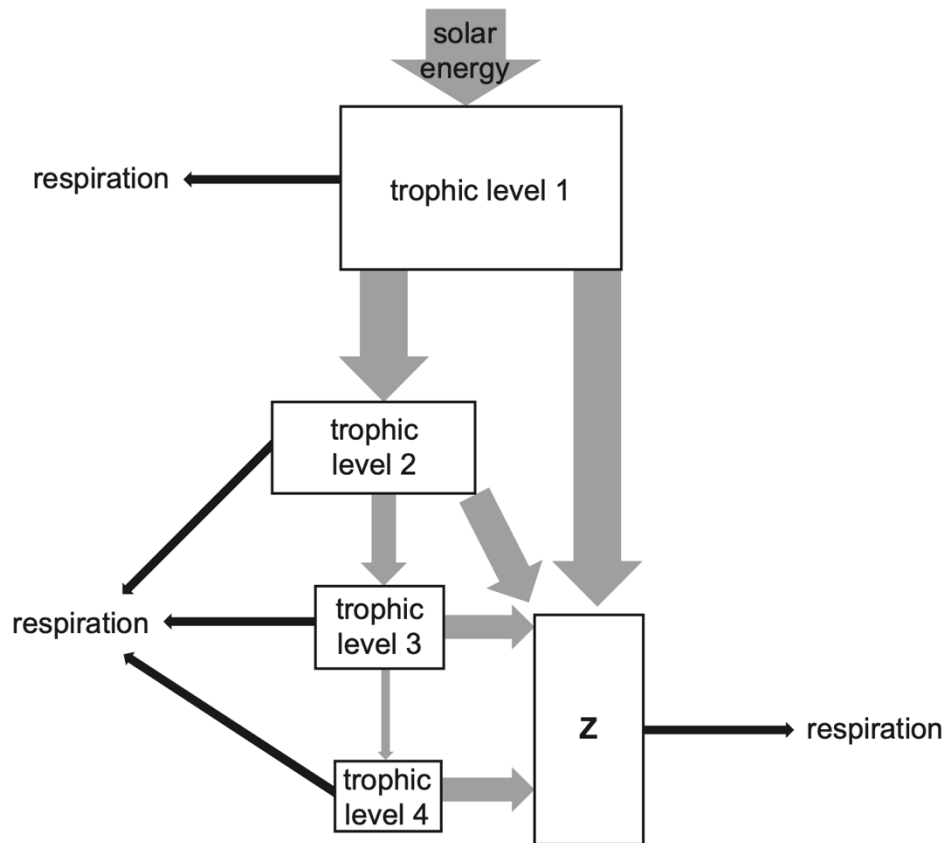 solar
energy
respiration
trophic level 1
trophic
level 2
respiration
trophic
level 3
Z
respiration
trophic
level 4